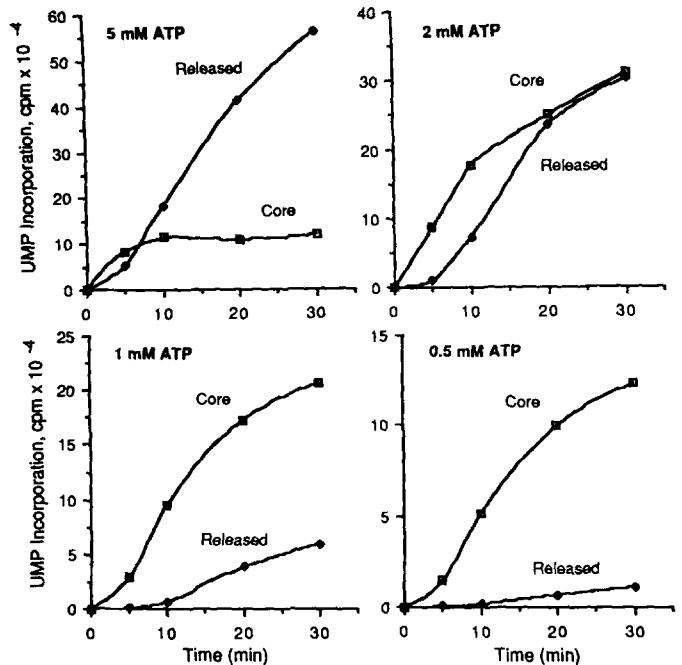 5 mM ATP
UMP Incorporation, cpm x 10 -4
60
50
40
30
20
10
0
Released
Core
0 10 20 30
2 mM ATP
40
30
20
10
0
Core
Released
0 10 20 30
1 mM ATP
UMP Incorporation, cpm x 10 -4
25
20
15
10
5
0
Core
Released
0 10 20 30
Time (min)
0.5 mM ATP
15
10
5
0
Core
Released
0 10 20 30
Time (min)